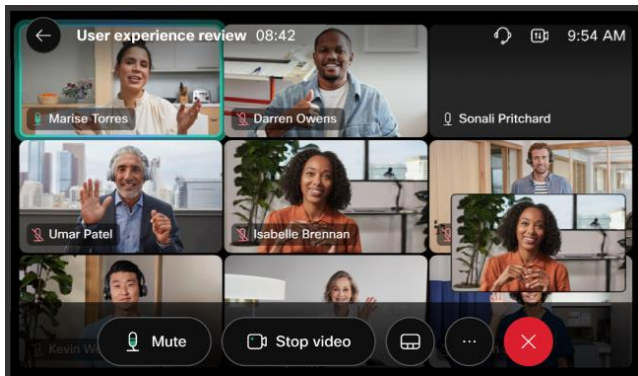 User experience review 08:42
9:54 AM
Marise Torres
Darren Owens
Sonali Pritchard
Umar Patel
Isabelle Brennan
Kevin
Mute
Stop video